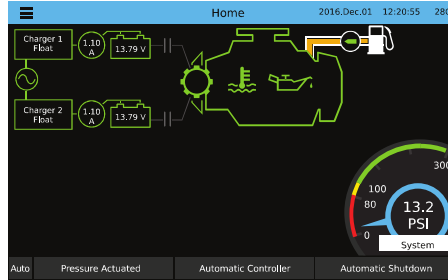 Home
2016.Dec.01 12:20:55 280
Charger 1
Float
1.10
A
13.79 V
Charger 2
Float
1.10
A
13.79 V
300
100
80
0
13.2
PSI
System
Auto
Pressure Actuated
Automatic Controller
Automatic Shutdown